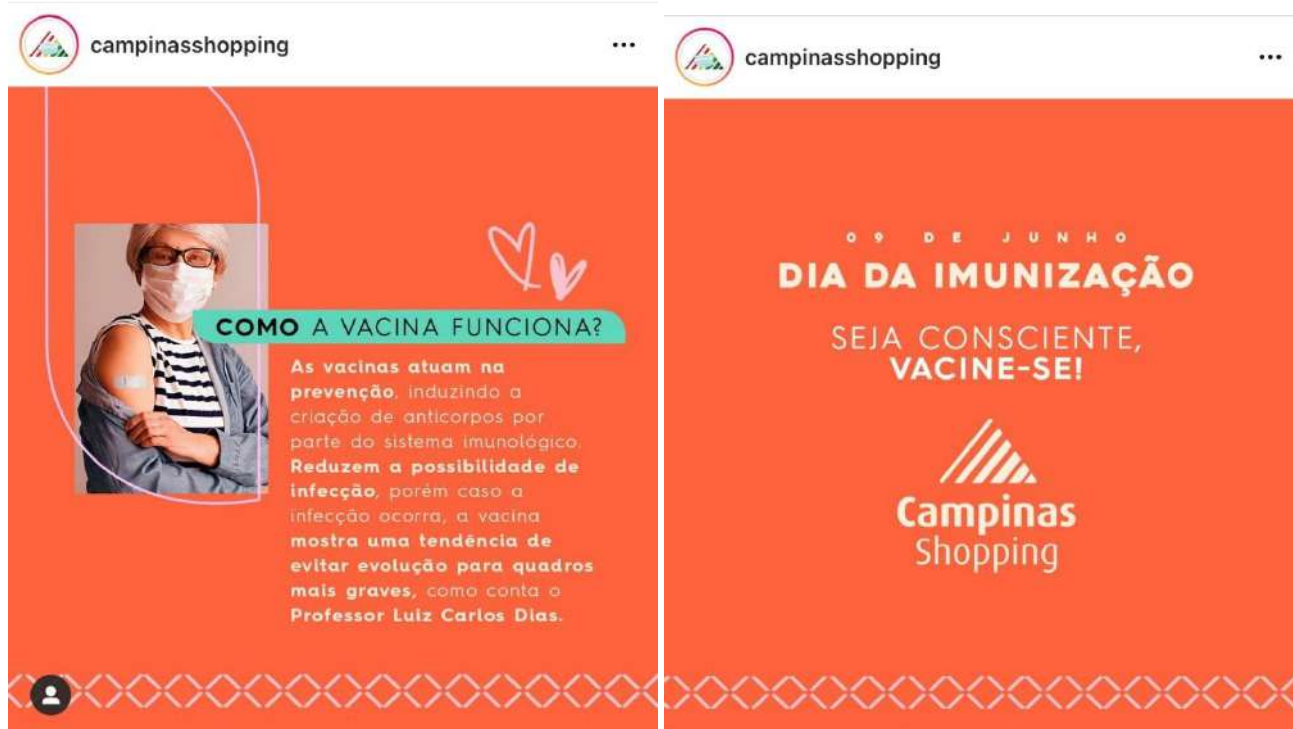 campinasshopping
COMO A VACINA FUNCIONA?
As vacinas atuam na
prevenção, induzindo a
criação de anticorpos por
parte do sistema imunológico.
Reduzem a possibilidade de
infecção, porém caso a
infecção ocorra, a vacina
mostra uma tendência de
evitar evolução para quadros
mais graves, como conta o
Professor Luiz Carlos Dias.
campinasshopping
09 DE JUNHO
DIA DA IMUNIZAÇÃO
SEJA CONSCIENTE,
VACINE-SE!
Campinas
Shopping